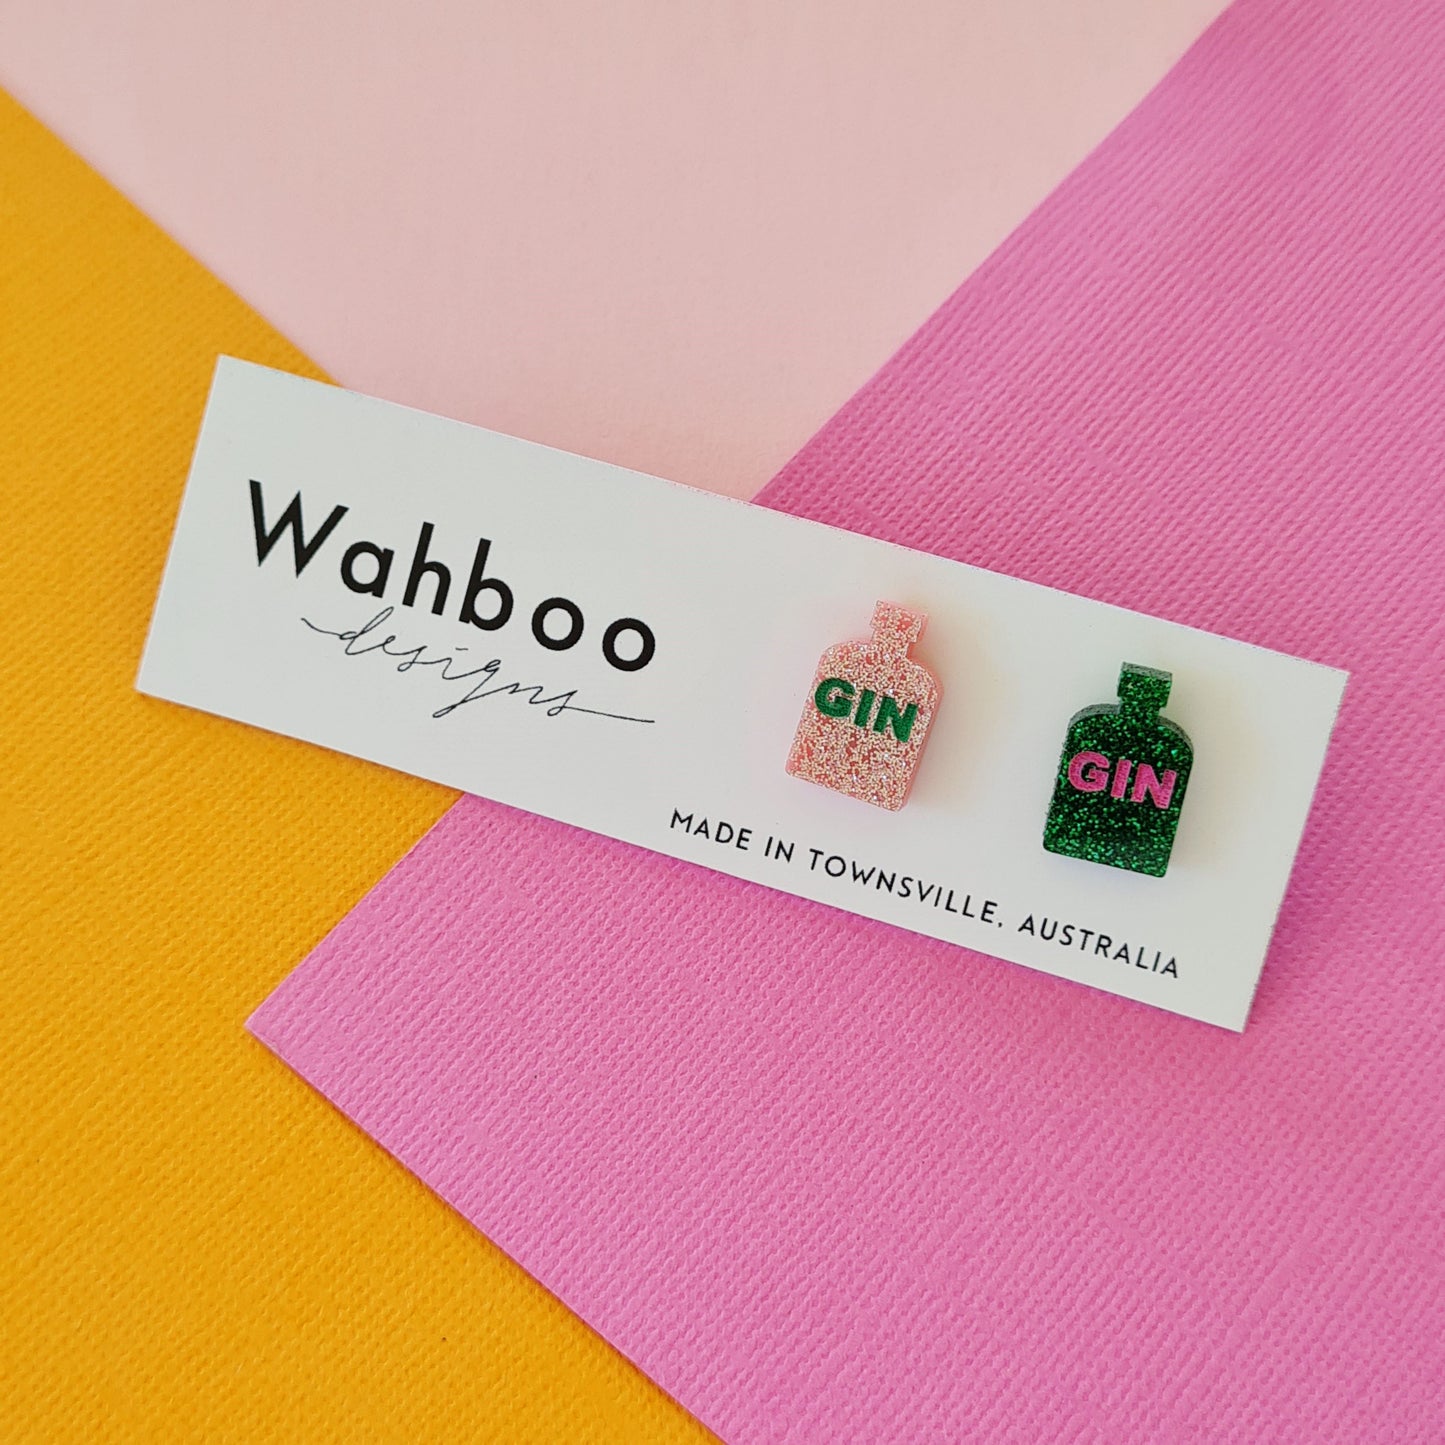 Wahboo
designs
GIN
GIN
MADE IN TOWNSVILLE, AUSTRALIA